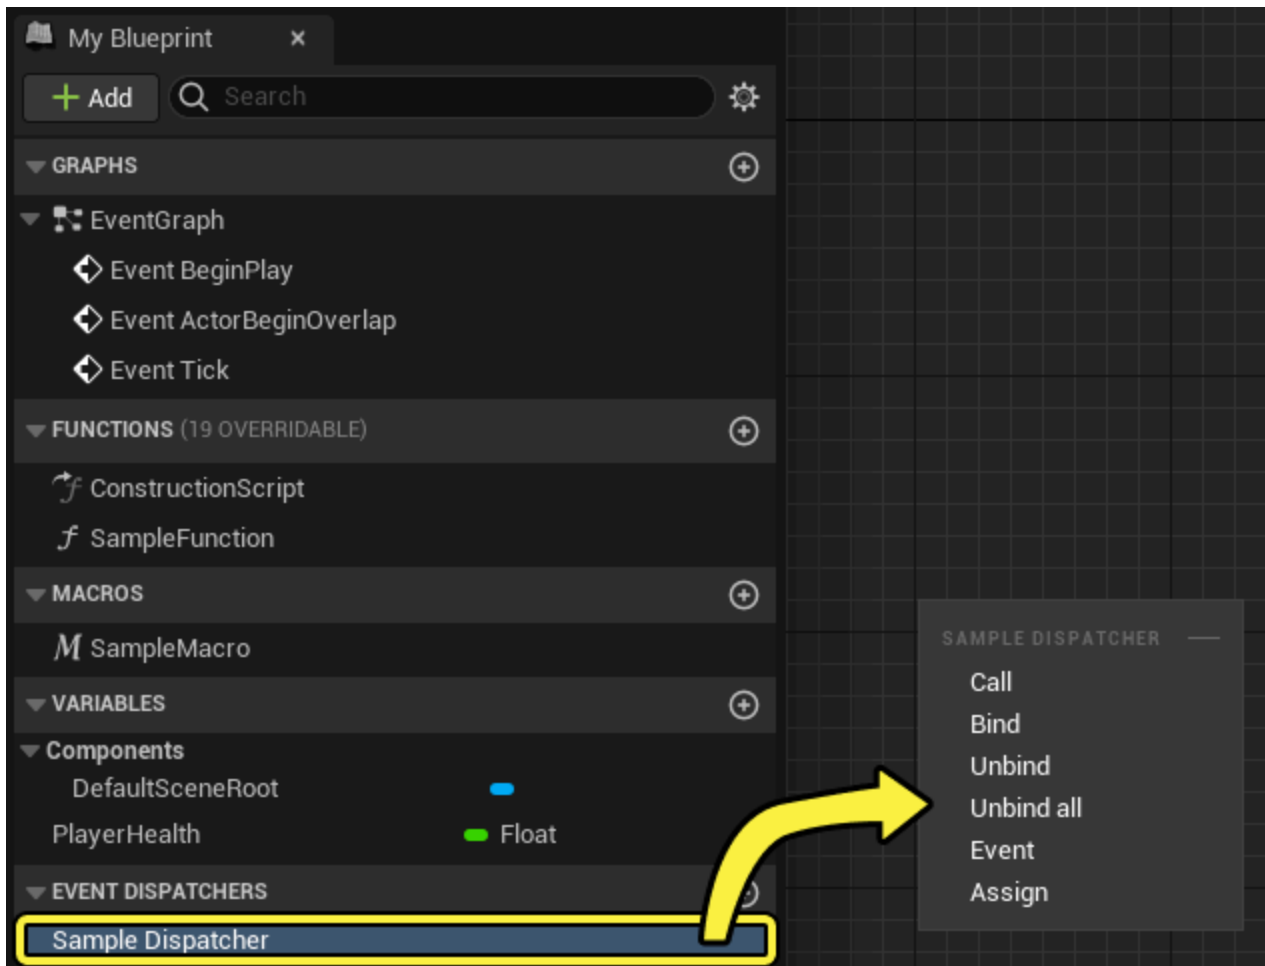 My Blueprint
Add
Search
GRAPHS
EventGraph
Event BeginPlay
Event ActorBeginOverlap
Event Tick
FUNCTIONS (19 OVERRIDABLE)
ConstructionScript
SampleFunction
MACROS
SampleMacro
VARIABLES
Components
DefaultSceneRoot
PlayerHealth Float
EVENT DISPATCHERS
Sample Dispatcher
SAMPLE DISPATCHER
Call
Bind
Unbind
Unbind all
Event
Assign